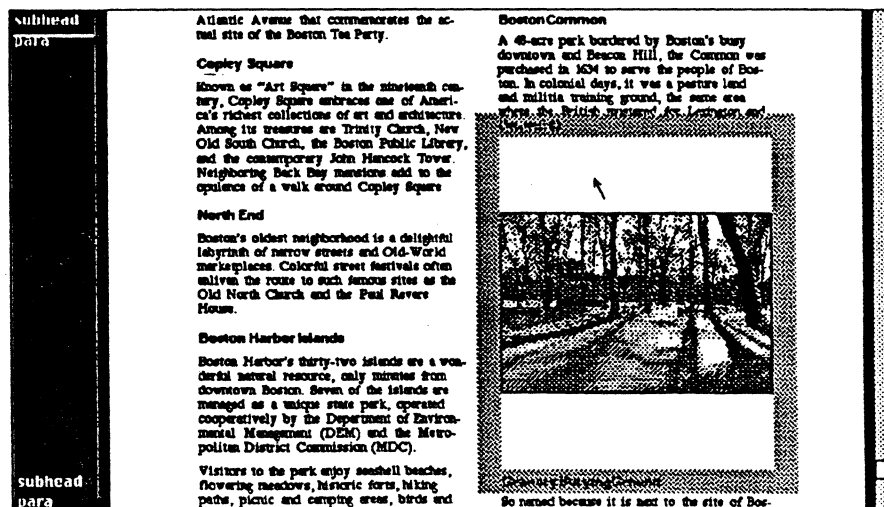 subhead
para
Atlantic Avenue that commemorates the ac-
tual site of the Boston Tea Party.
Copley Square
Known as "Art Square" in the nineteenth cen-
tury, Copley Square embraces one of Ameri-
ca's richest collections of art and architecture.
Among its treasures are Trinity Church, New
Old South Church, the Boston Public Library,
and the contemporary John Hancock Tower.
Neighboring Back Bay mansions add to the
opulence of a walk around Copley Square
North End
Boston's oldest neighborhood is a delightful
labyrinth of narrow streets and Old-World
marketplaces. Colorful street festivals often
enliven the route to such famous sites as the
Old North Church and the Paul Revere
House.
Boston Harbor Islands
Boston Harbor's thirty-two islands are a won-
derful natural resource, only minutes from
downtown Boston. Seven of the islands are
managed as a unique state park, operated
cooperatively by the Department of Environ-
mental Management (DEM) and the Metro-
politan District Commission (MDC).
Visitors to the park enjoy seashell beaches,
flowering meadows, historic forts, hiking
paths, picnic and camping areas, birds and
subhead
para
Boston Common
A 48-acre park bordered by Boston's busy
downtown and Beacon Hill, the Common was
purchased in 1634 to serve the people of Bos-
ton. In colonial days, it was a pasture land
and militia training ground, the same area
where the British mustered for Lexington and
Granary Burying Ground
So named because it is next to the site of Bos-